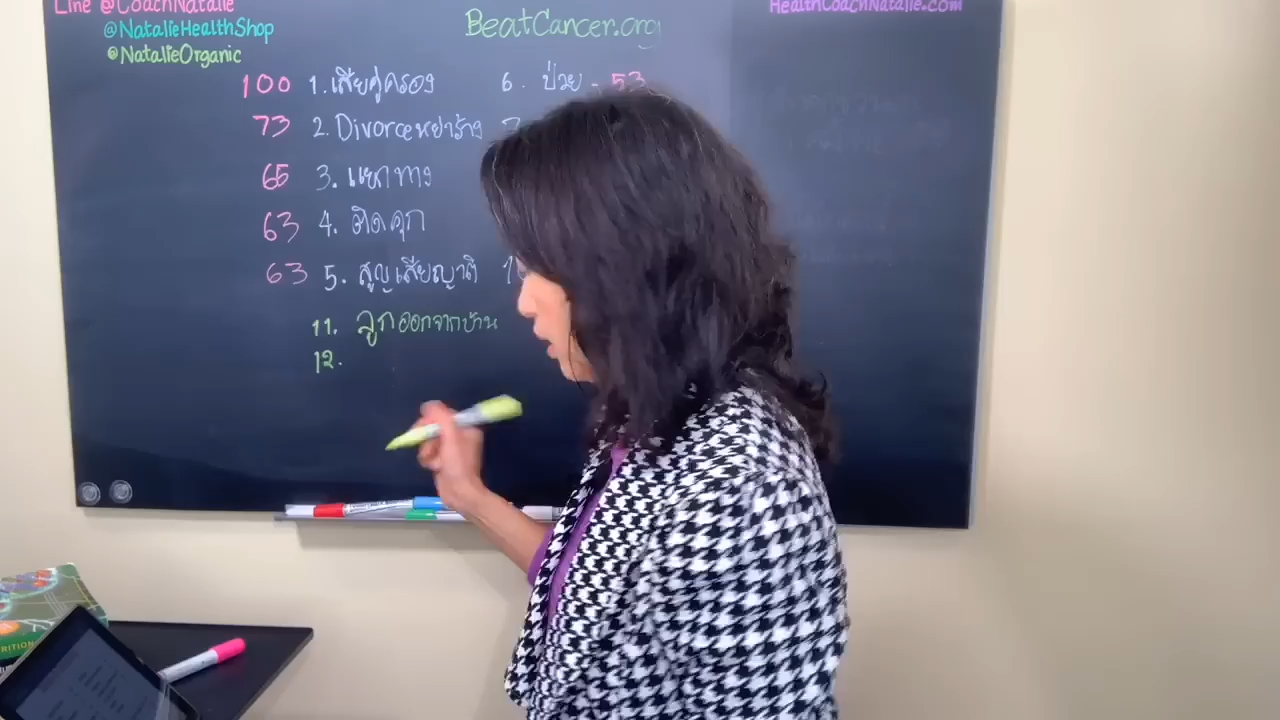 Line @CoachNatalie
@NatalieHealthShop
@NatalieOrganic
BeatCancer.org
HealthCoachNatalie.com
100 1. เสียคู่ครอง
73 2. Divorce หย่าร้าง
65 3. แยกทาง
63 4. ติดคุก
63 5. สูญเสียญาติ
11. ลูกออกจากบ้าน
12.
6. ป่วย - 53